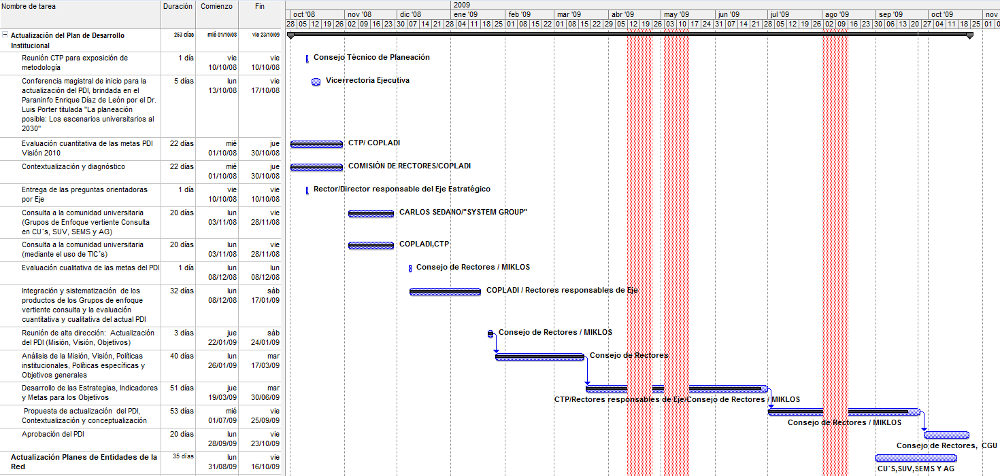 Nombre de tarea Duración Comienzo Fin
2009
oct '08 nov '08 dic '08 ene '09 feb '09 mar '09 abr '09 may '09 jun '09 jul '09 ago '09 sep '09 oct '09 nov
28 05 12 19 26 02 09 16 23 30 07 14 21 28 04 11 18 25 01 08 15 22 01 08 15 22 29 05 12 19 26 03 10 17 24 31 07 14 21 28 05 12 19 26 02 09 16 23 30 06 13 20 27 04 11 18 25 01 0
Actualización del Plan de Desarrollo 253 días mié 01/10/08 vie 23/10/09
Institucional
Reunión CTP para exposición de 1 día vie vie Consejo Técnico de Planeación
metodología 10/10/08 10/10/08
Conferencia magistral de inicio para la 5 días lun vie Vicerrectoría Ejecutiva
actualización del PDI, brindada en el 13/10/08 17/10/08
Paraninfo Enrique Díaz de León por el Dr.
Luis Porter titulada "La planeación
posible: Los escenarios universitarios al
2030"
Evaluación cuantitativa de las metas PDI 22 días mié jue CTP/ COPLADI
Visión 2010 01/10/08 30/10/08
Contextualización y diagnóstico 22 días mié jue COMISIÓN DE RECTORES/COPLADI
01/10/08 30/10/08
Entrega de las preguntas orientadoras 1 día vie vie Rector/Director responsable del Eje Estratégico
por Eje 10/10/08 10/10/08
Consulta a la comunidad universitaria 20 días lun vie CARLOS SEDANO/"SYSTEM GROUP"
(Grupos de Enfoque vertiente Consulta 03/11/08 28/11/08
en CU´s, SUV, SEMS y AG)
Consulta a la comunidad universitaria 20 días lun vie COPLADI,CTP
(mediante el uso de TIC´s) 03/11/08 28/11/08
Evaluación cualitativa de las metas del PDI 1 día lun lun Consejo de Rectores / MIKLOS
08/12/08 08/12/08
Integración y sistematización de los 32 días lun sáb COPLADI / Rectores responsables de Eje
productos de los Grupos de enfoque 08/12/08 17/01/09
vertiente consulta y la evaluación
cuantitativa y cualitativa del actual PDI
Reunión de alta dirección: Actualización 3 días jue sáb Consejo de Rectores / MIKLOS
del PDI (Misión, Visión, Objetivos) 22/01/09 24/01/09
Análisis de la Misión, Visión, Políticas 40 días lun mar Consejo de Rectores
institucionales, Políticas específicas y 26/01/09 17/03/09
Objetivos generales
Desarrollo de las Estrategias, Indicadores 51 días jue mar
y Metas para los Objetivos 19/03/09 30/06/09 CTP/Rectores responsables de Eje/Consejo de Rectores / MIKLOS
Propuesta de actualización del PDI, 53 días mié vie
Contextualización y conceptualización 01/07/09 25/09/09 Consejo de Rectores / MIKLOS
Aprobación del PDI 20 días lun vie
28/09/09 23/10/09 Consejo de Rectores, CGU
Actualización Planes de Entidades de la 35 días lun vie
Red 31/08/09 16/10/09 CU´S,SUV,SEMS Y AG